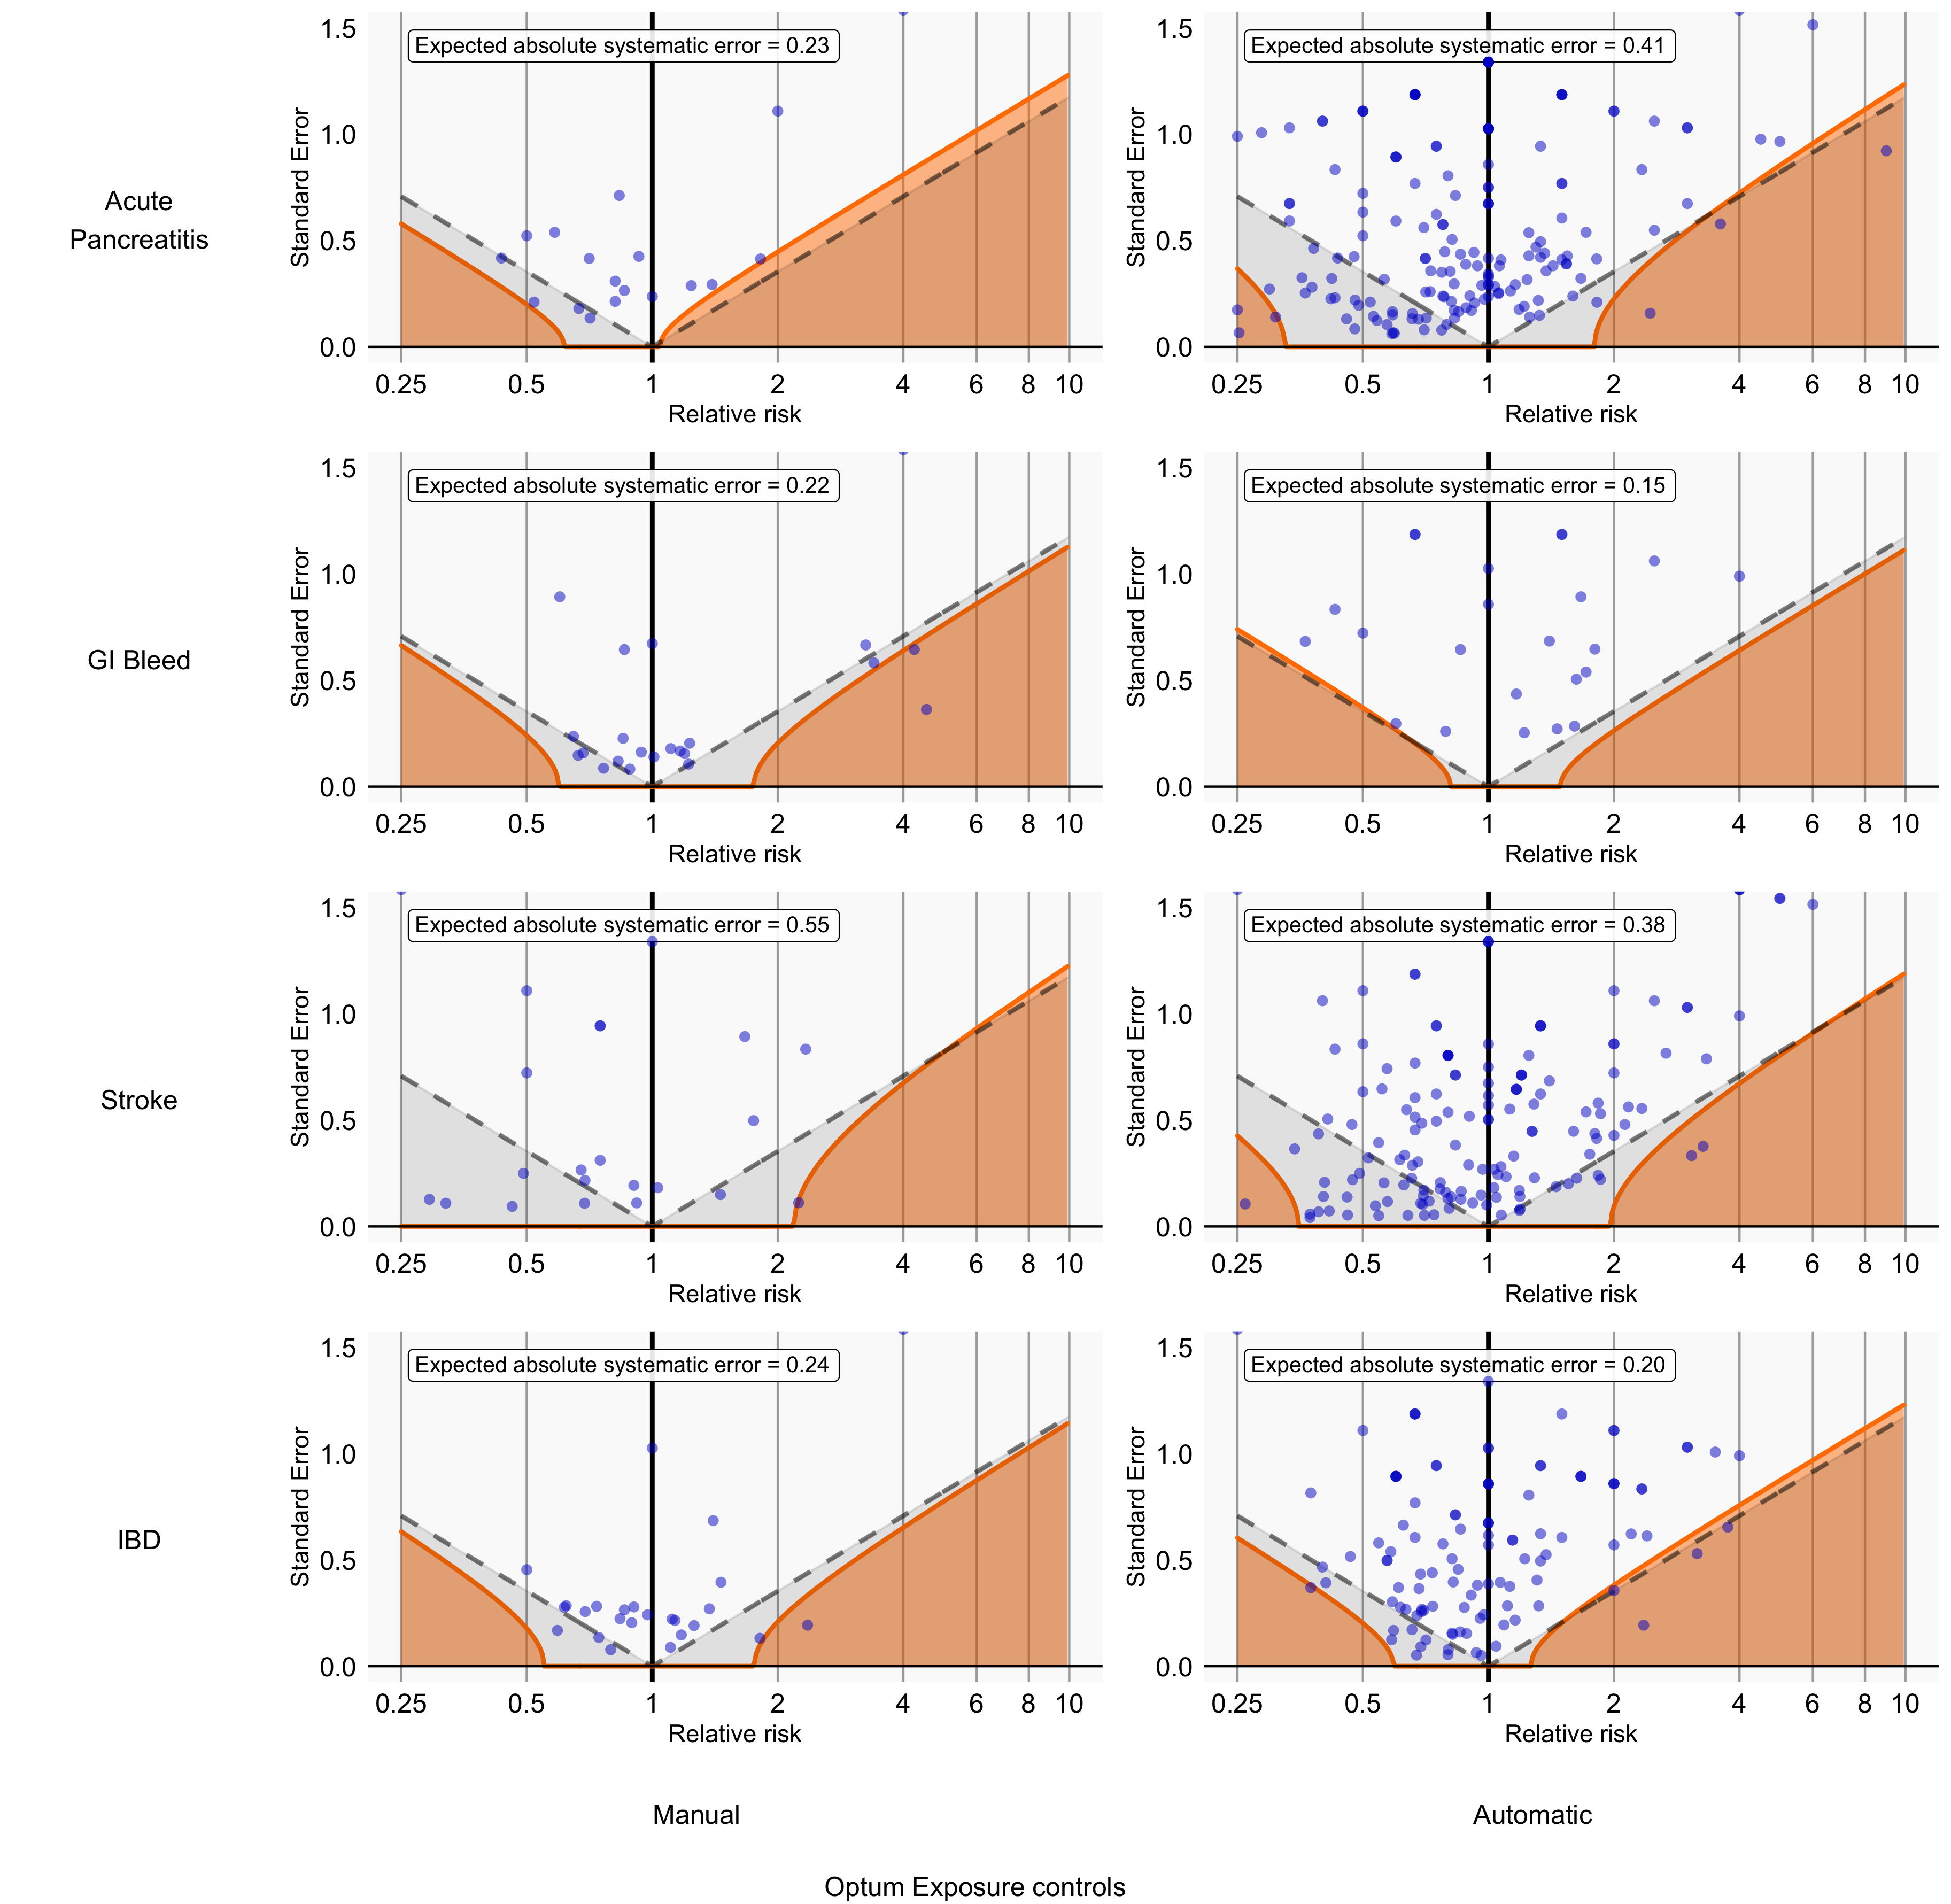 Acute
Pancreatitis
Standard Error
1.5
1.0
0.5
0.0
Expected absolute systematic error = 0.23
0.25 0.5 1 2 4 6 8 10
Relative risk
Standard Error
1.5
1.0
0.5
0.0
Expected absolute systematic error = 0.41
0.25 0.5 1 2 4 6 8 10
Relative risk
GI Bleed
Standard Error
1.5
1.0
0.5
0.0
Expected absolute systematic error = 0.22
0.25 0.5 1 2 4 6 8 10
Relative risk
Standard Error
1.5
1.0
0.5
0.0
Expected absolute systematic error = 0.15
0.25 0.5 1 2 4 6 8 10
Relative risk
Stroke
Standard Error
1.5
1.0
0.5
0.0
Expected absolute systematic error = 0.55
0.25 0.5 1 2 4 6 8 10
Relative risk
Standard Error
1.5
1.0
0.5
0.0
Expected absolute systematic error = 0.38
0.25 0.5 1 2 4 6 8 10
Relative risk
IBD
Standard Error
1.5
1.0
0.5
0.0
Expected absolute systematic error = 0.24
0.25 0.5 1 2 4 6 8 10
Relative risk
Standard Error
1.5
1.0
0.5
0.0
Expected absolute systematic error = 0.20
0.25 0.5 1 2 4 6 8 10
Relative risk
Manual
Automatic
Optum Exposure controls